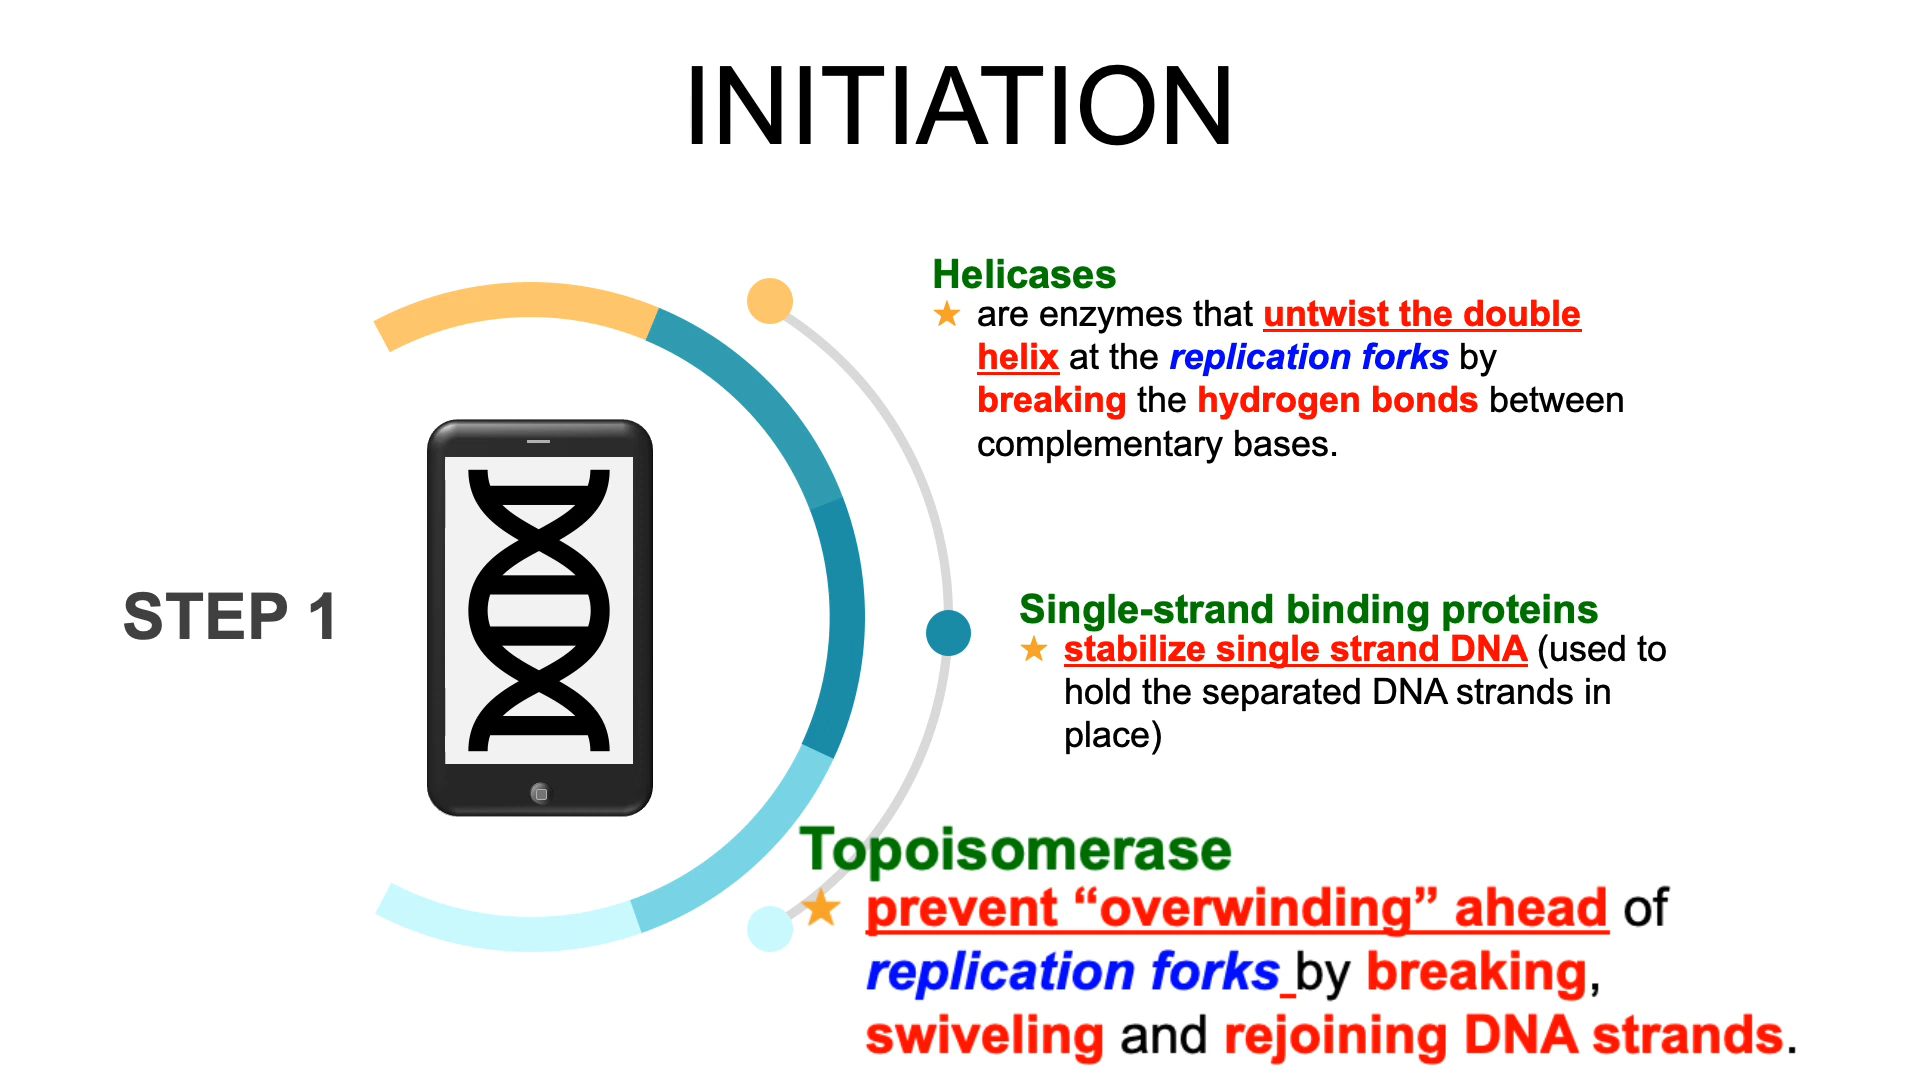 INITIATION
Helicases
★ are enzymes that untwist the double
helix at the replication forks by
breaking the hydrogen bonds between
complementary bases.
STEP 1
Single-strand binding proteins
★ stabilize single strand DNA (used to
hold the separated DNA strands in
place)
Topoisomerase
★ prevent “overwinding” ahead of
replication forks by breaking,
swiveling and rejoining DNA strands.